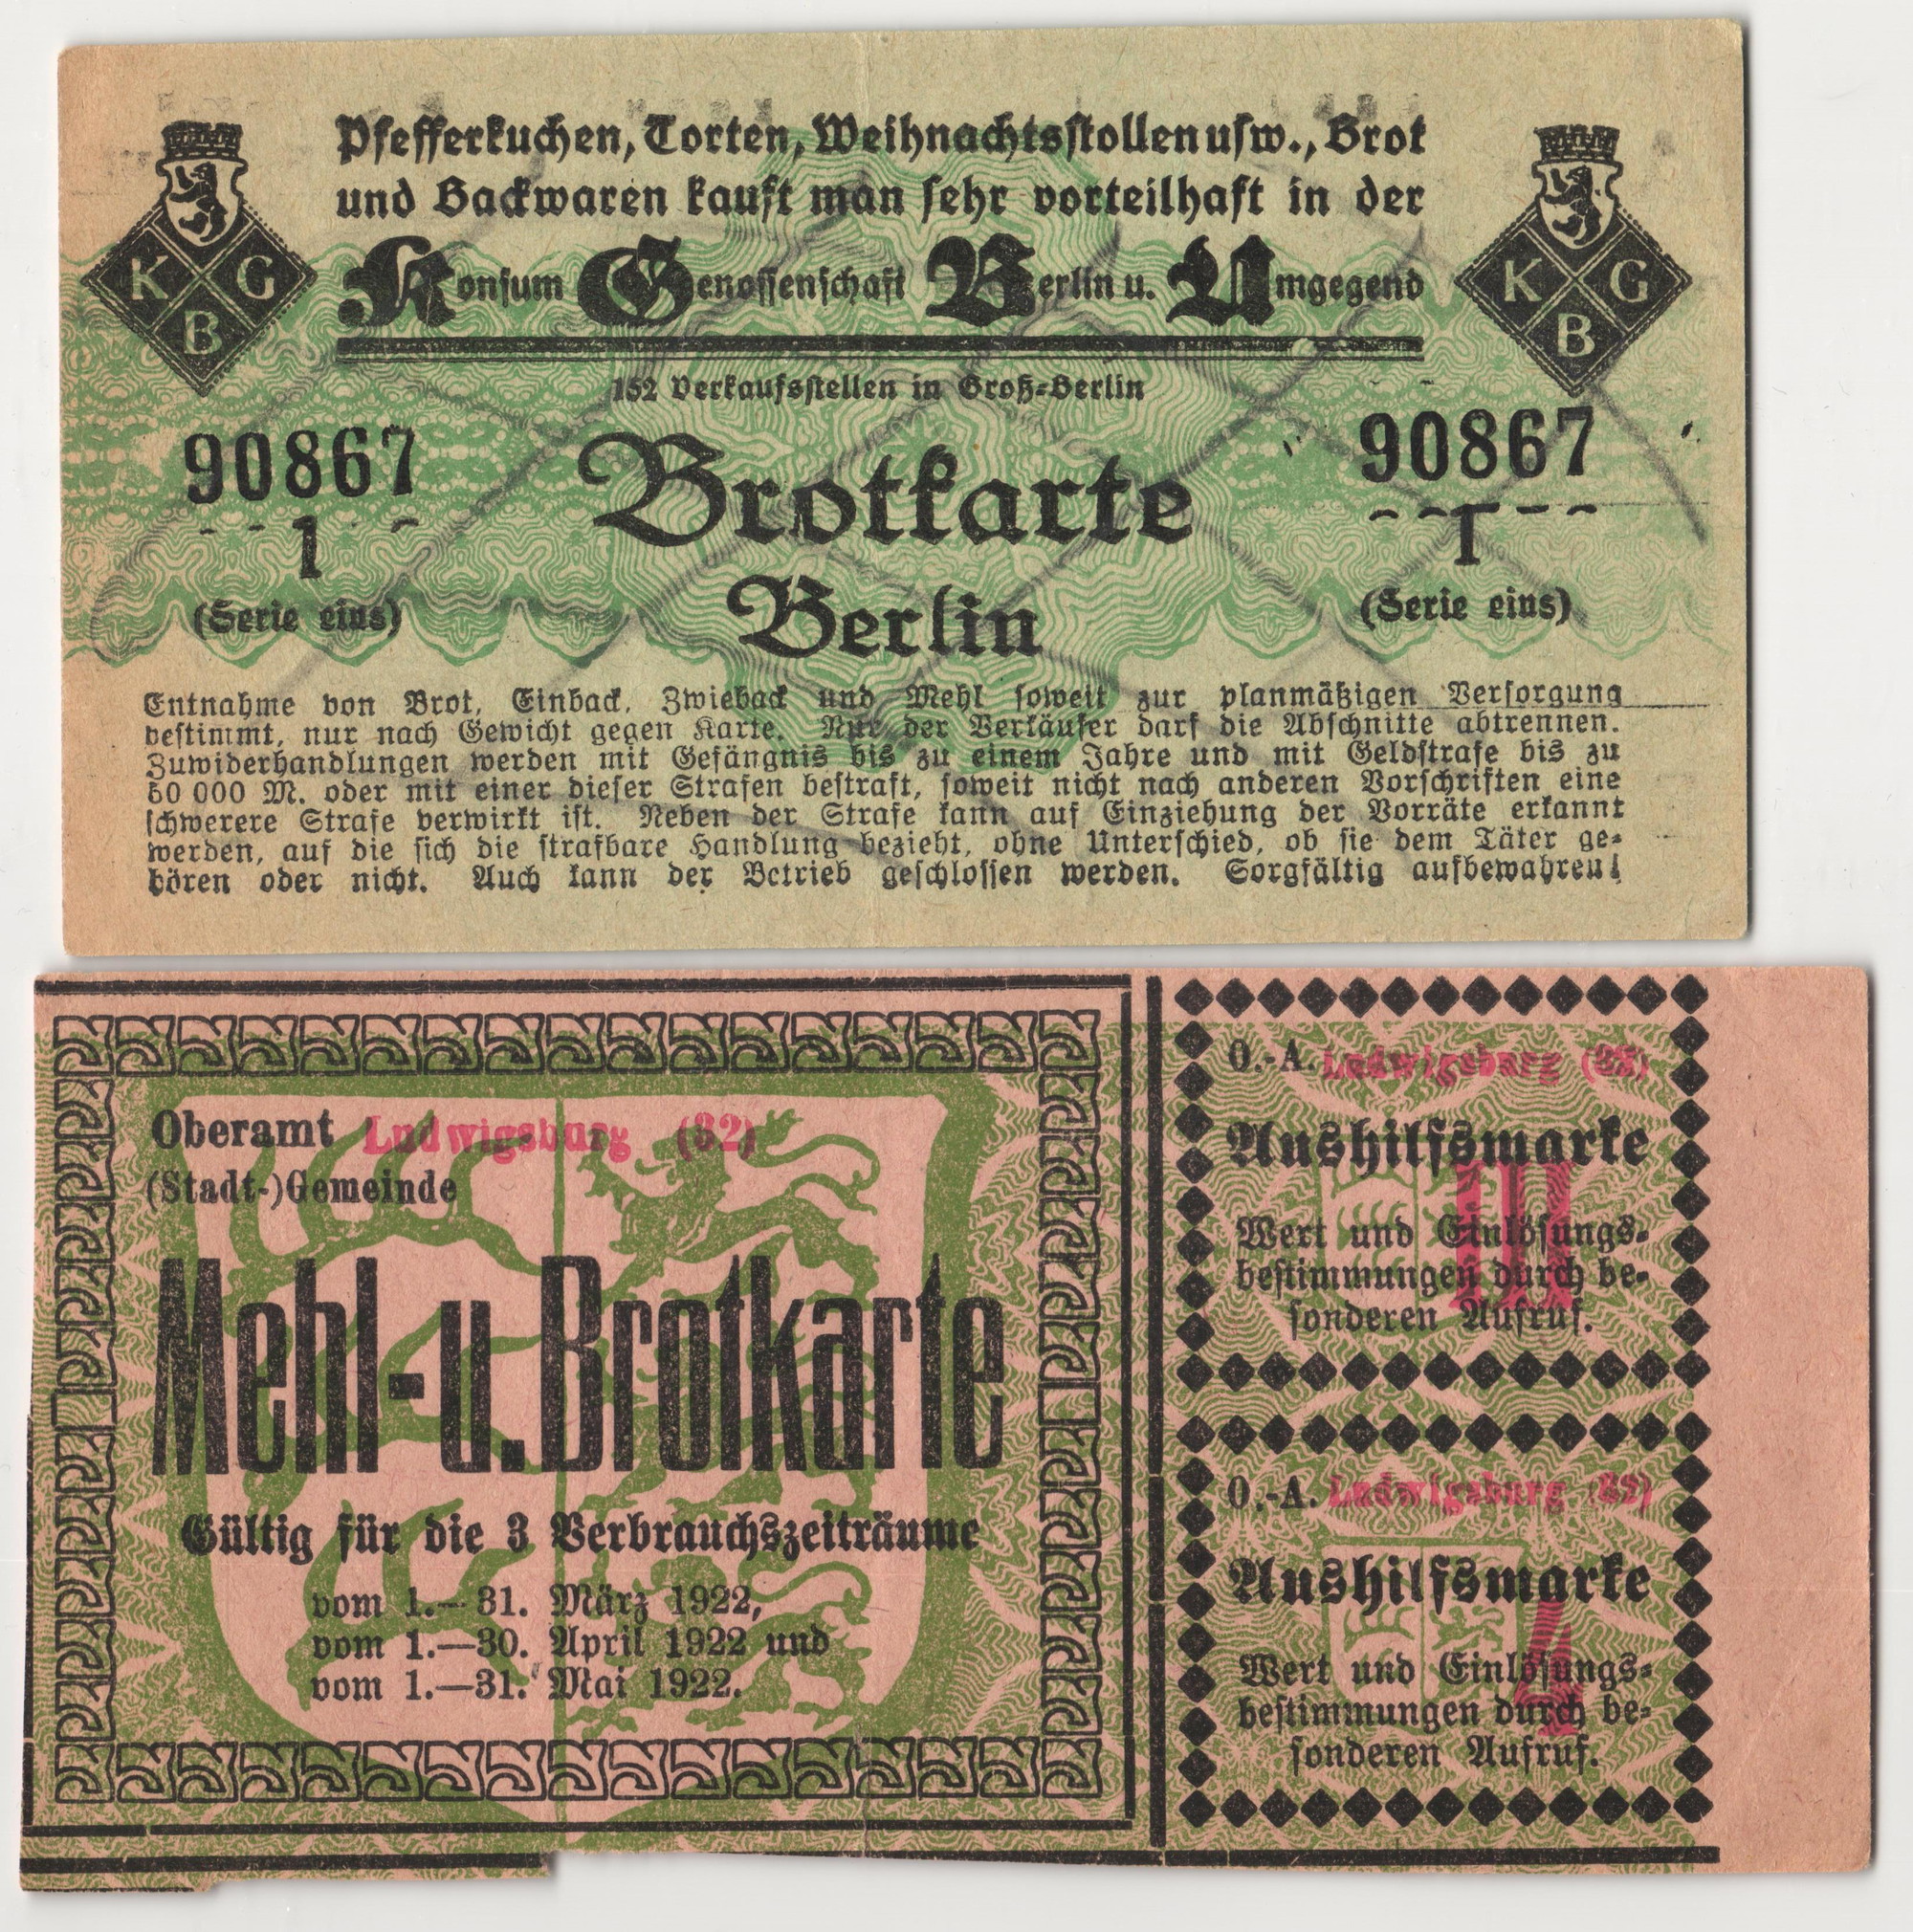 Pfefferkuchen, Torten, Weihnachtsstollen usw., Brot
und Backwaren kauft man sehr vorteilhaft in der
Konsum Genossenschaft Berlin u. Umgegend
K G B
K G B
152 Verkaufsstellen in Groß-Berlin
90867
1
(Serie eins)
Brotkarte
Berlin
90867
1
(Serie eins)
Entnahme von Brot, Einback, Zwieback und Mehl soweit zur planmäßigen Versorgung
bestimmt, nur nach Gewicht gegen Karte. Nur der Verkäufer darf die Abschnitte abtrennen.
Zuwiderhandlungen werden mit Gefängnis bis zu einem Jahre und mit Geldstrafe bis zu
50 000 M. oder mit einer dieser Strafen bestraft, soweit nicht nach anderen Vorschriften eine
schwerere Strafe verwirkt ist. Neben der Strafe kann auf Einziehung der Vorräte erkannt
werden, auf die sich die strafbare Handlung bezieht, ohne Unterschied, ob sie dem Täter ge-
hören oder nicht. Auch kann der Betrieb geschlossen werden. Sorgfältig aufbewahren!
Oberamt Ludwigsburg (32)
(Stadt-)Gemeinde
Mehl- u. Brotkarte
Gültig für die 3 Verbrauchszeiträume
vom 1.—31. März 1922,
vom 1.—30. April 1922 und
vom 1.—31. Mai 1922.
O.-A. Ludwigsburg (32)
Aushilfsmarke
III
Wert und Einlösungs-
bestimmungen durch be-
sonderen Aufruf.
O.-A. Ludwigsburg (32)
Aushilfsmarke
4
Wert und Einlösungs-
bestimmungen durch be-
sonderen Aufruf.